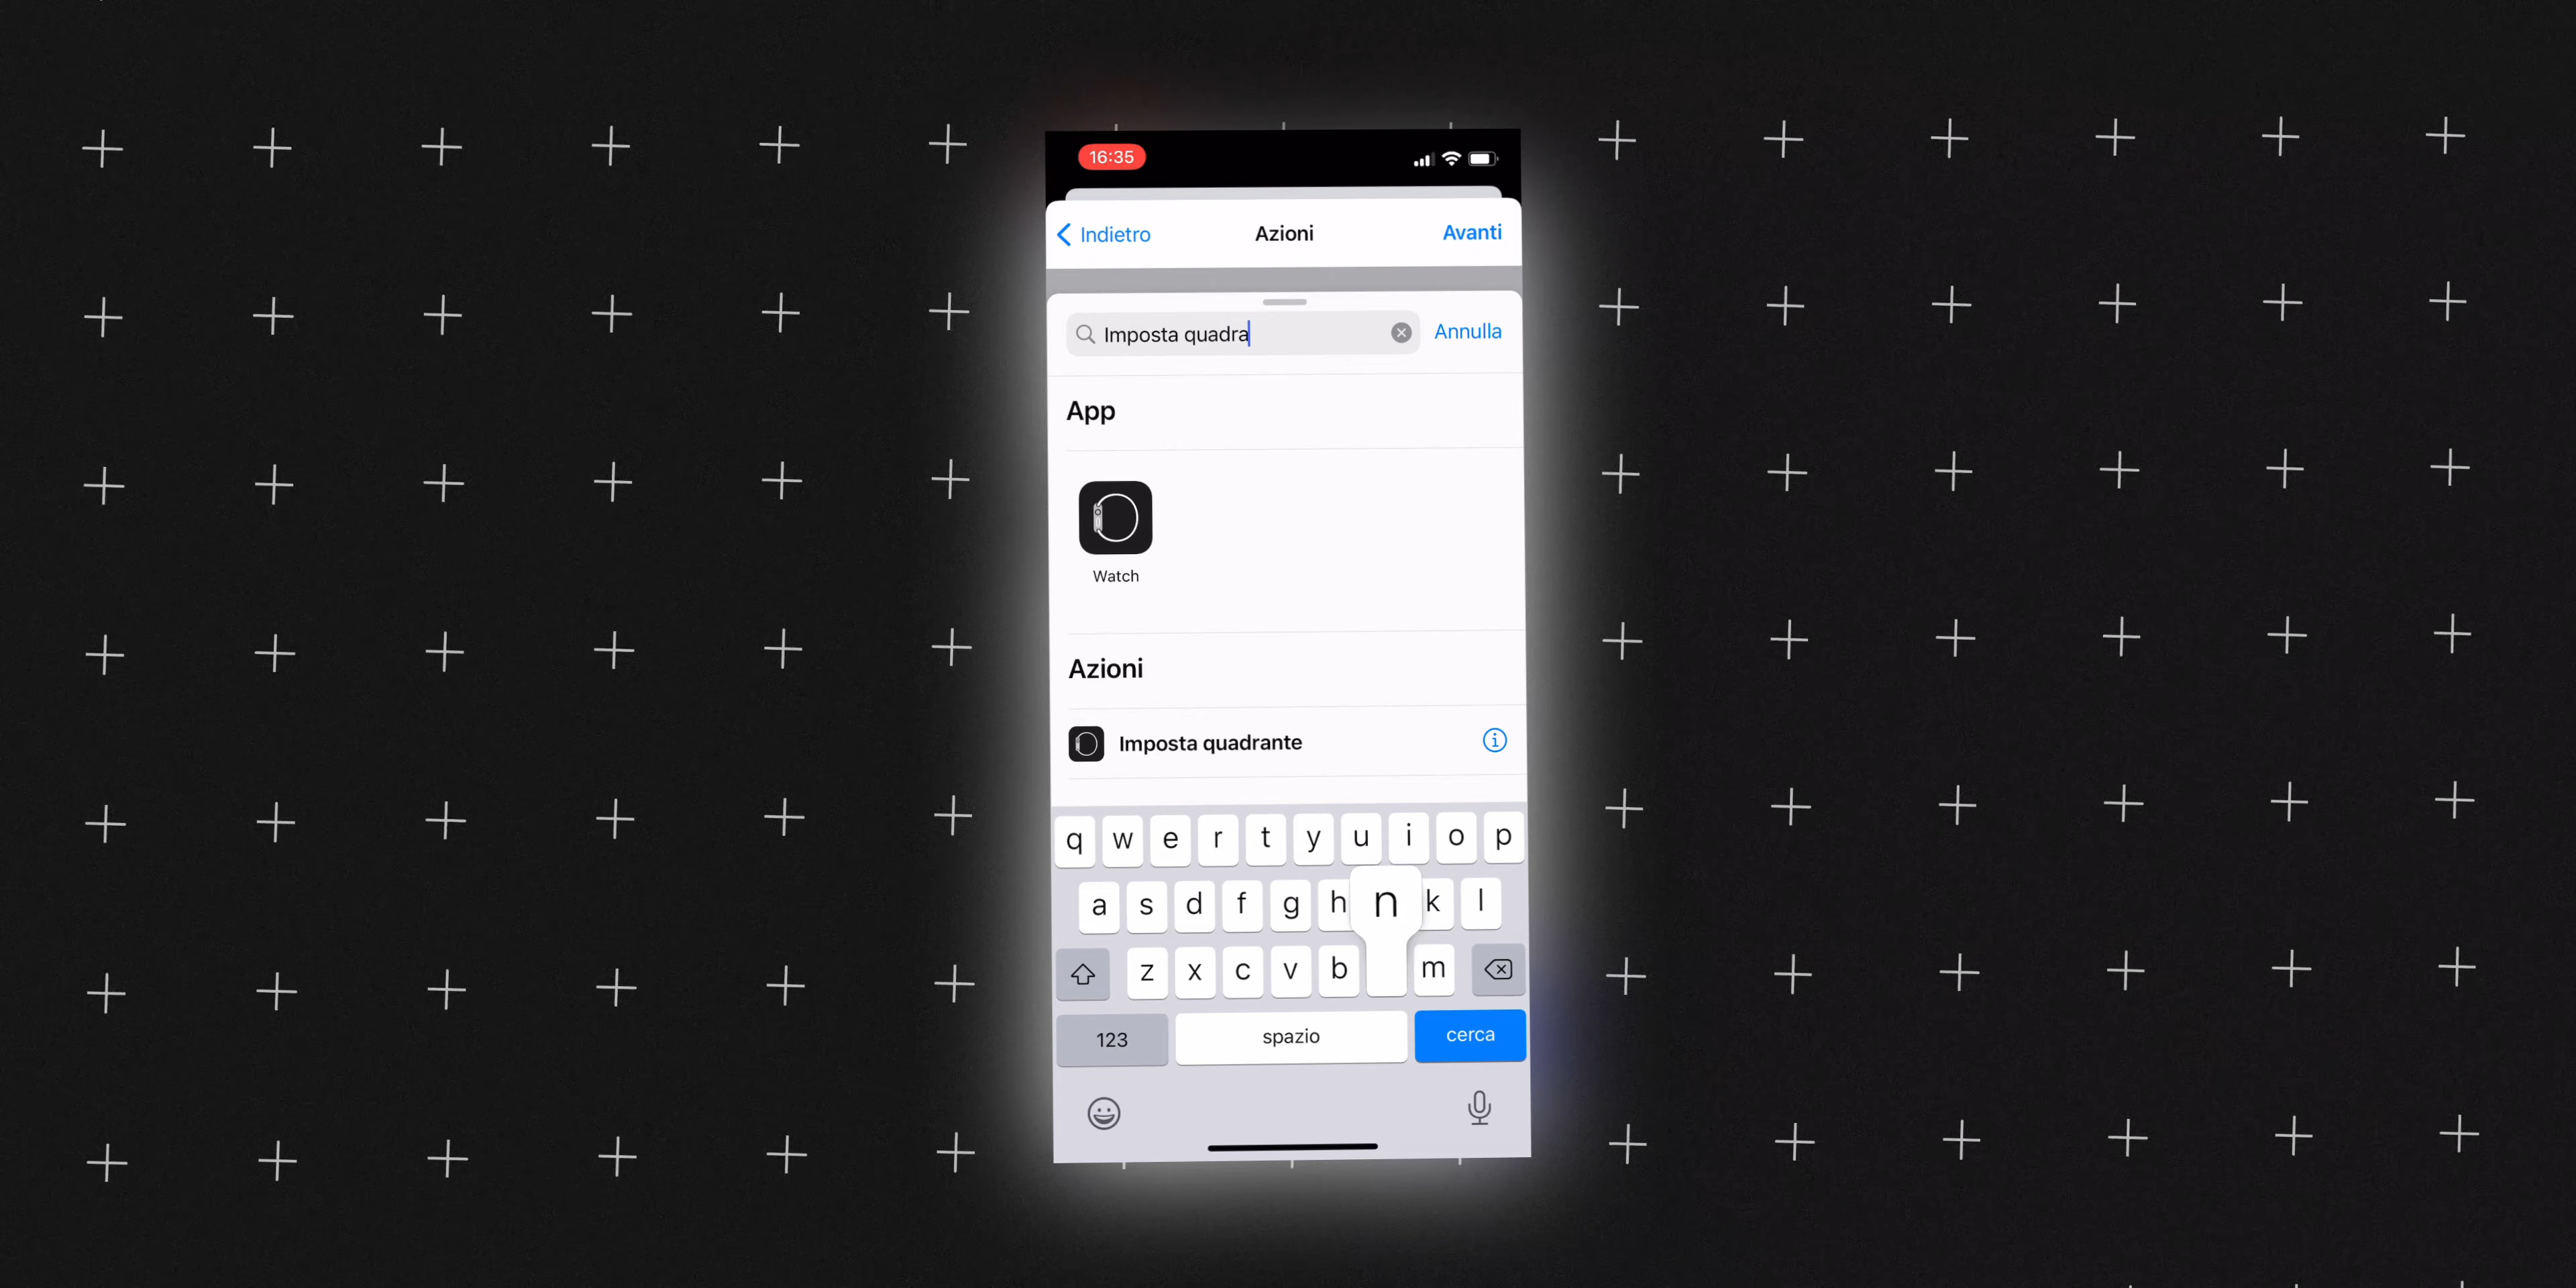 16:35
Indietro Azioni Avanti
Imposta quadra Annulla
App
Watch
Azioni
Imposta quadrante
q w e r t y u i o p
a s d f g h n k l
z x c v b m
123 spazio cerca